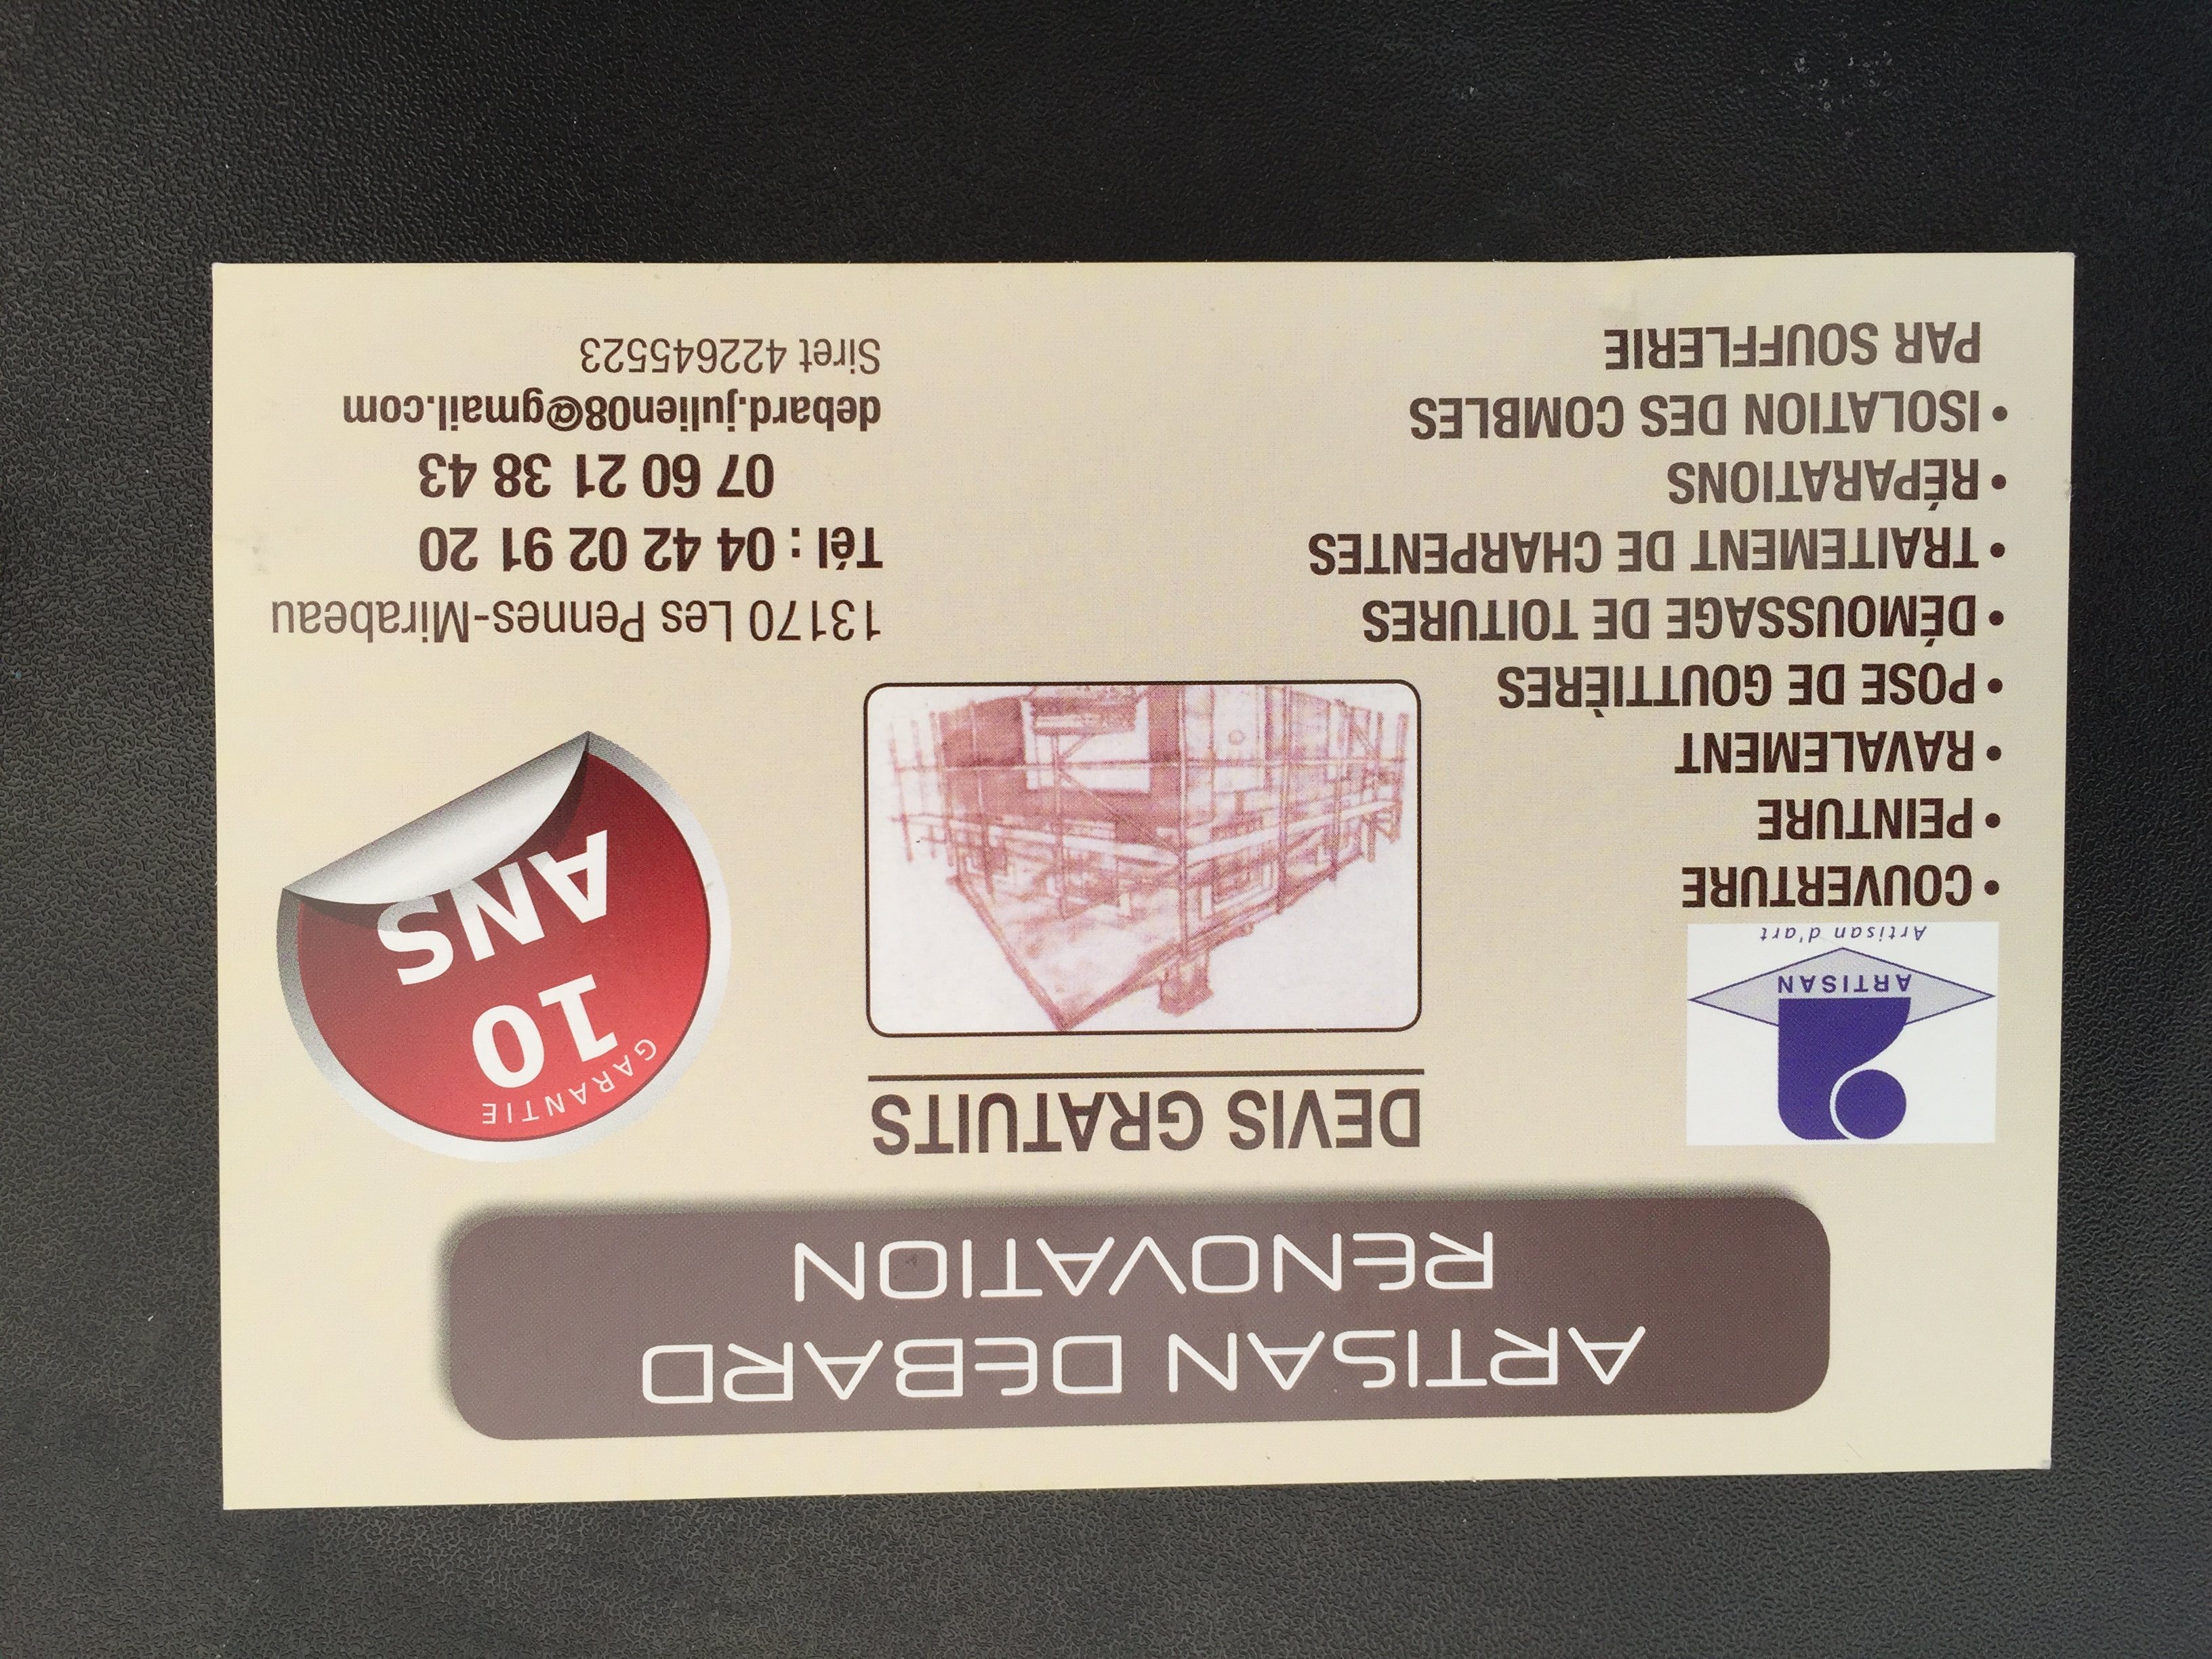 ARTISAN DEBARD
RENOVATION
ARTISAN
Artisan d'art
DEVIS GRATUITS
GARANTIE
10
ANS
• COUVERTURE
• PEINTURE
• RAVALEMENT
• POSE DE GOUTTIÈRES
• DÉMOUSSAGE DE TOITURES
• TRAITEMENT DE CHARPENTES
• RÉPARATIONS
• ISOLATION DES COMBLES
PAR SOUFFLERIE
13170 Les Pennes-Mirabeau
Tél : 04 42 02 91 20
07 60 21 38 43
debard.julien08@gmail.com
Siret 422645523